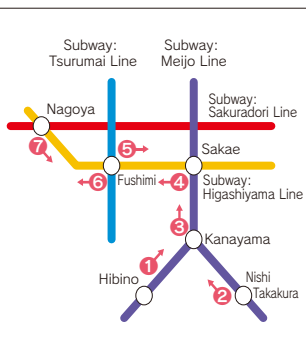 Subway:
Tsurumai Line
Subway:
Meijo Line
Nagoya
Subway:
Sakuradori Line
7
5
Sakae
6
Fushimi
4
Subway:
Higashiyama Line
3
Kanayama
1
Hibino
2
Nishi
Takakura